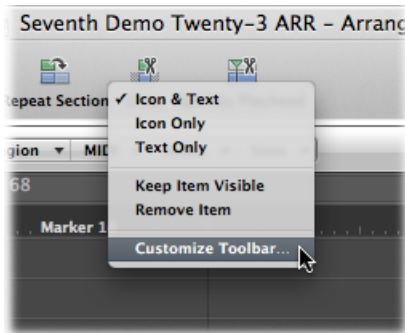 Seventh Demo Twenty-3 ARR - Arrang
Repeat Section
✓ Icon & Text
Icon Only
Text Only
gion ▼ MID
Keep Item Visible
68
Remove Item
Marker 1
Customize Toolbar...